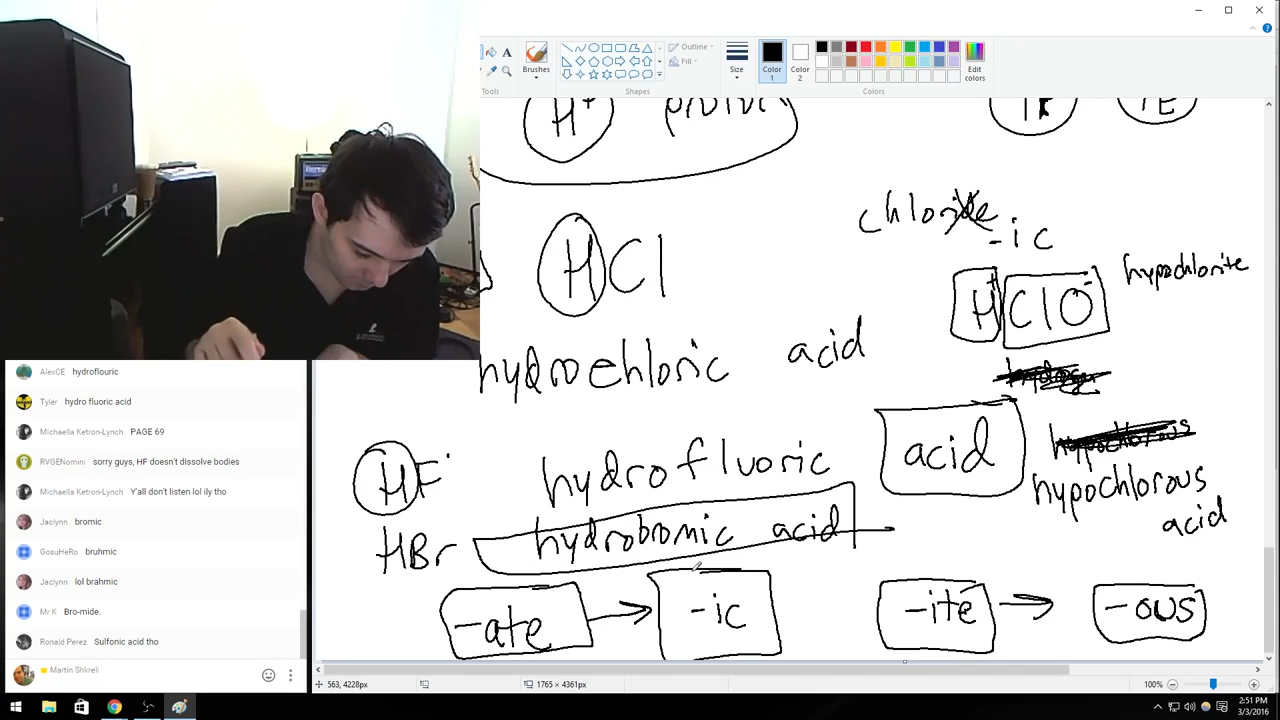 Outline
Fill
Brushes
Size
Color
1
Color
2
Edit
colors
Tools
Shapes
Colors
H+
chloride
-ic
HCl
H+ ClO-
hypochlorite
hydrochloric acid
acid
hypochlorous
HF
hydrofluoric
hypochlorous
acid
HBr
hydrobromic acid
-ate
-ic
-ite
-ous
AlexCE hydroflouric
Tyler hydro fluoric acid
Michaella Ketron-Lynch PAGE 69
RVGENomini sorry guys, HF doesn't dissolve bodies
Michaella Ketron-Lynch Y'all don't listen lol ily tho
Jaclynn bromic
GosuHeRo bruhmic
Jaclynn lol brahmic
Mr K Bro-mide.
Ronald Perez Sulfonic acid tho
Martin Shkreli
563, 4228px
1765 × 4361px
100%
2:51 PM
3/3/2016